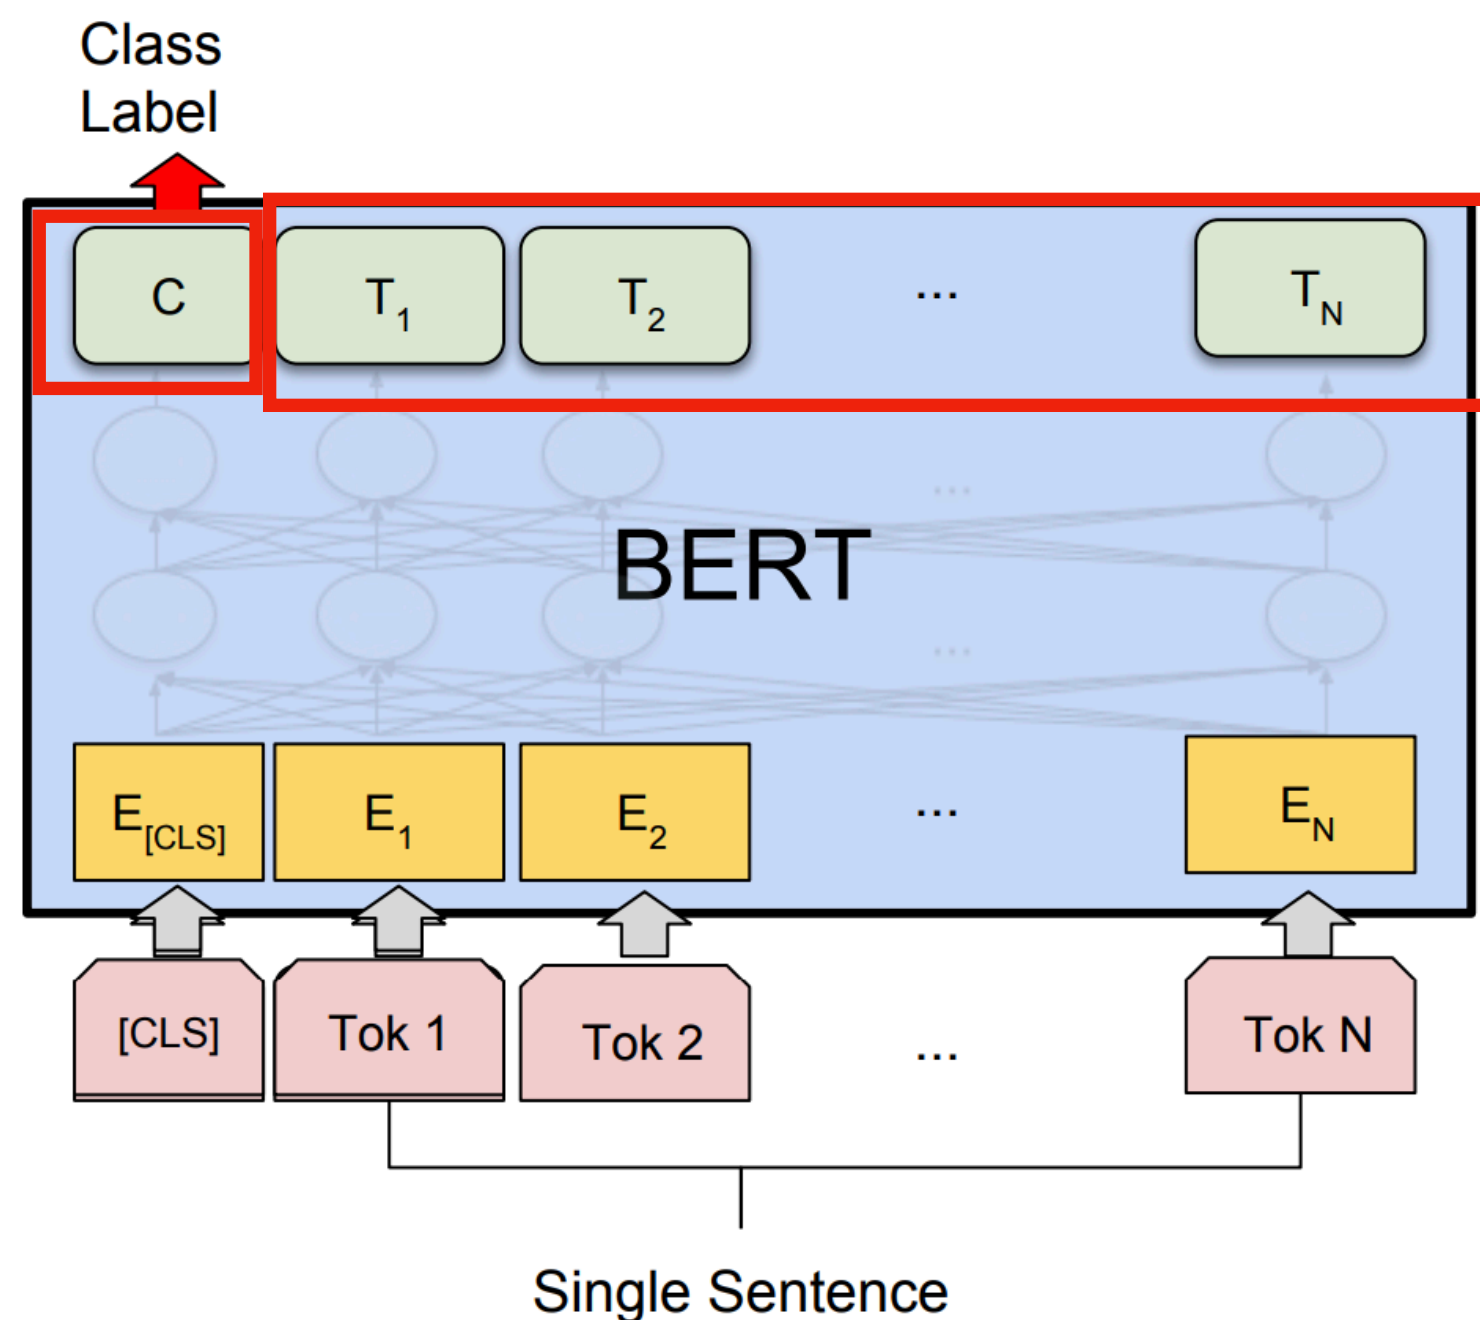 Class
Label
C T1 T2 ... TN
...
BERT
...
E[CLS] E1 E2 ... EN
[CLS] Tok 1 Tok 2 ... Tok N
Single Sentence